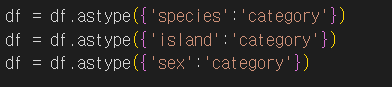 df = df.astype({'species':'category'})
df = df.astype({'island':'category'})
df = df.astype({'sex':'category'})